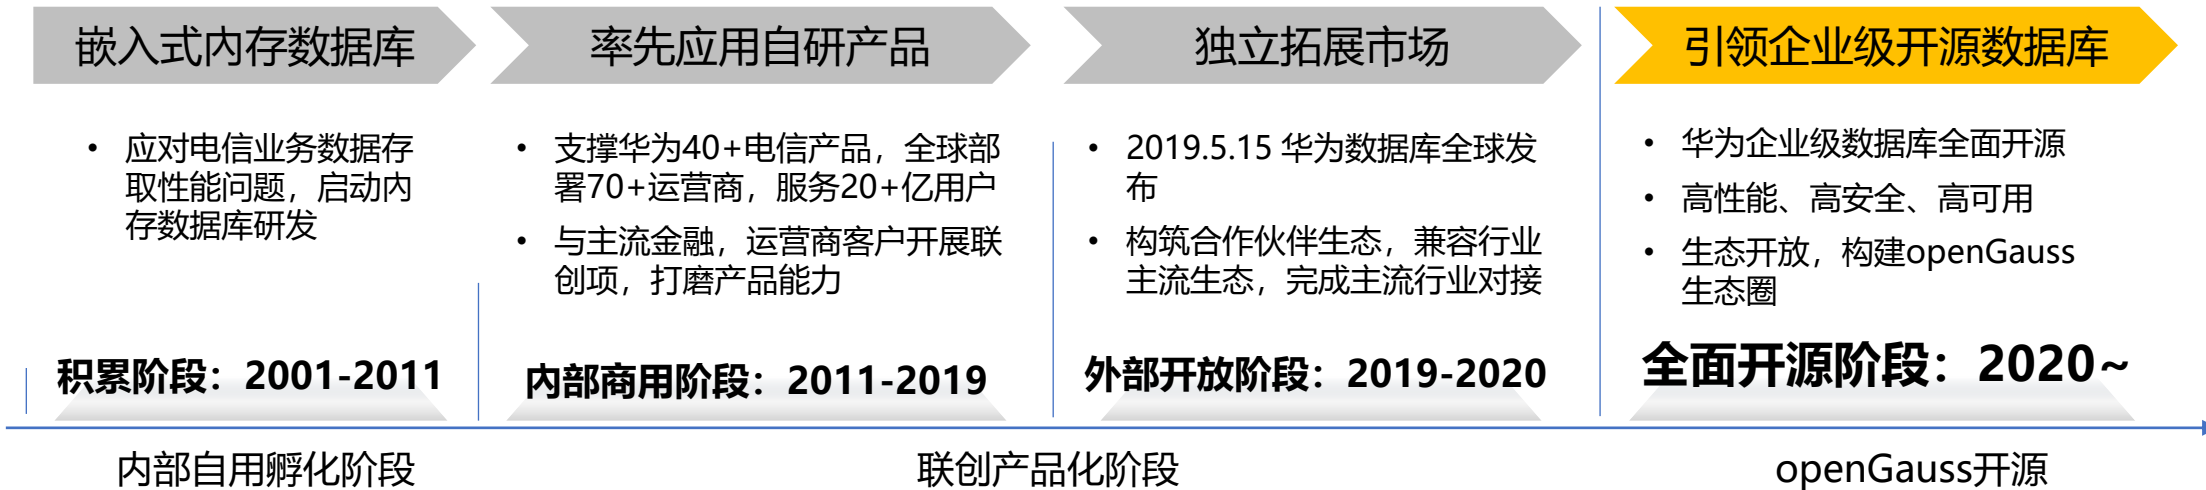 嵌入式内存数据库
率先应用自研产品
独立拓展市场
引领企业级开源数据库
• 应对电信业务数据存
取性能问题，启动内
存数据库研发
• 支撑华为40+电信产品，全球部
署70+运营商，服务20+亿用户
• 与主流金融，运营商客户开展联
创项，打磨产品能力
• 2019.5.15 华为数据库全球发
布
• 构筑合作伙伴生态，兼容行业
主流生态，完成主流行业对接
• 华为企业级数据库全面开源
• 高性能、高安全、高可用
• 生态开放，构建openGauss
生态圈
积累阶段：2001-2011
内部商用阶段：2011-2019
外部开放阶段：2019-2020
全面开源阶段：2020~
内部自用孵化阶段
联创产品化阶段
openGauss开源